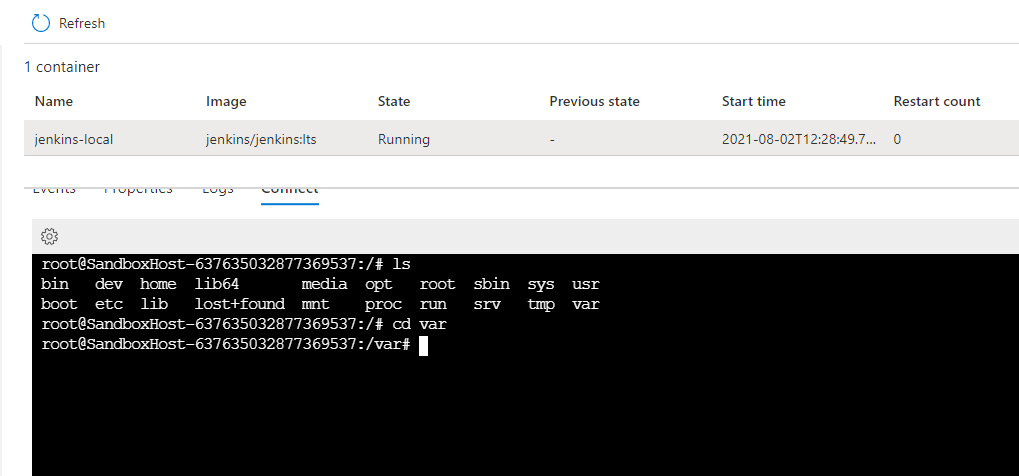 Refresh
1 container
Name Image State Previous state Start time Restart count
jenkins-local jenkins/jenkins:lts Running - 2021-08-02T12:28:49.7... 0
Events Properties Logs Connect
root@SandboxHost-637635032877369537:/# ls
bin dev home lib64 media opt root sbin sys usr
boot etc lib lost+found mnt proc run srv tmp var
root@SandboxHost-637635032877369537:/# cd var
root@SandboxHost-637635032877369537:/var#